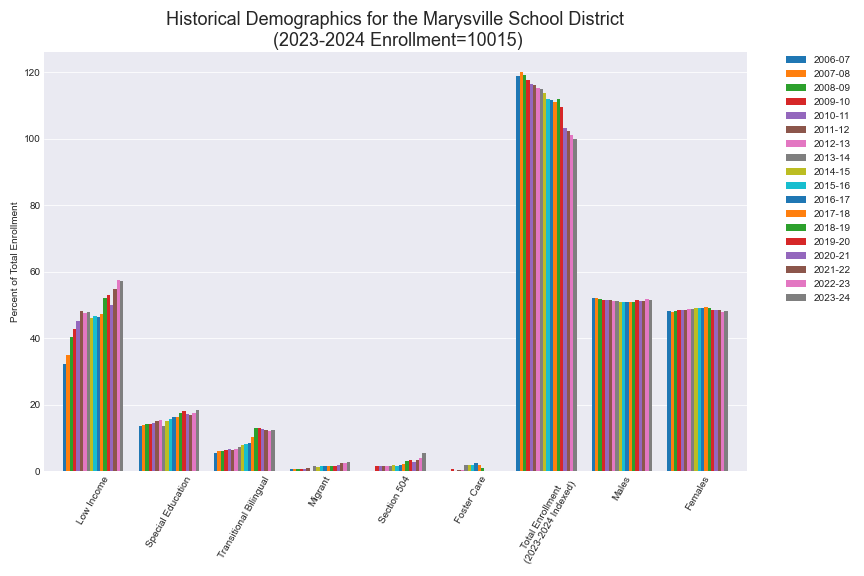 Historical Demographics for the Marysville School District
(2023-2024 Enrollment=10015)
Percent of Total Enrollment
120
100
80
60
40
20
0
Low Income
Special Education
Transitional Bilingual
Migrant
Section 504
Foster Care
Total Enrollment
(2023-2024 Indexed)
Males
Females
2006-07
2007-08
2008-09
2009-10
2010-11
2011-12
2012-13
2013-14
2014-15
2015-16
2016-17
2017-18
2018-19
2019-20
2020-21
2021-22
2022-23
2023-24